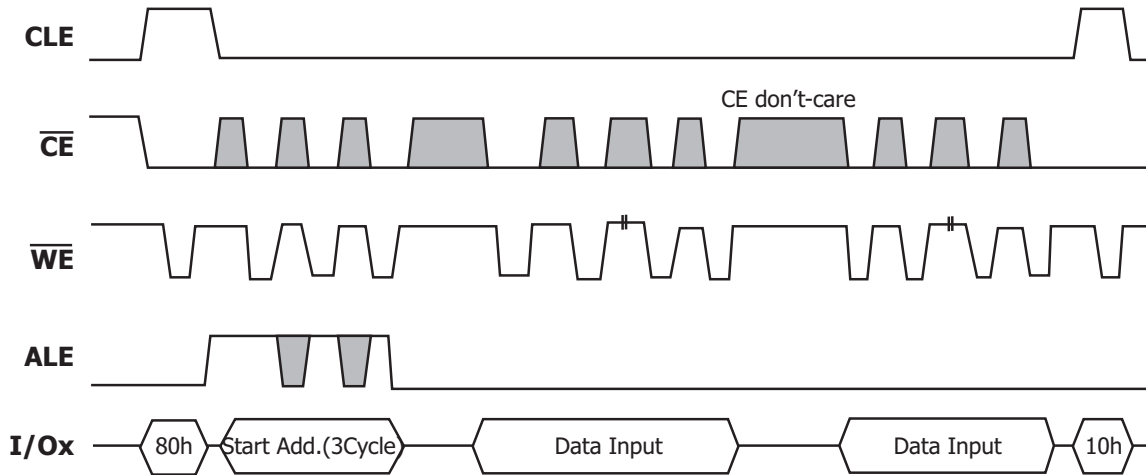 CLE
CE don't-care
CE
WE
ALE
I/Ox
80h
Start Add.(3Cycle)
Data Input
Data Input
10h